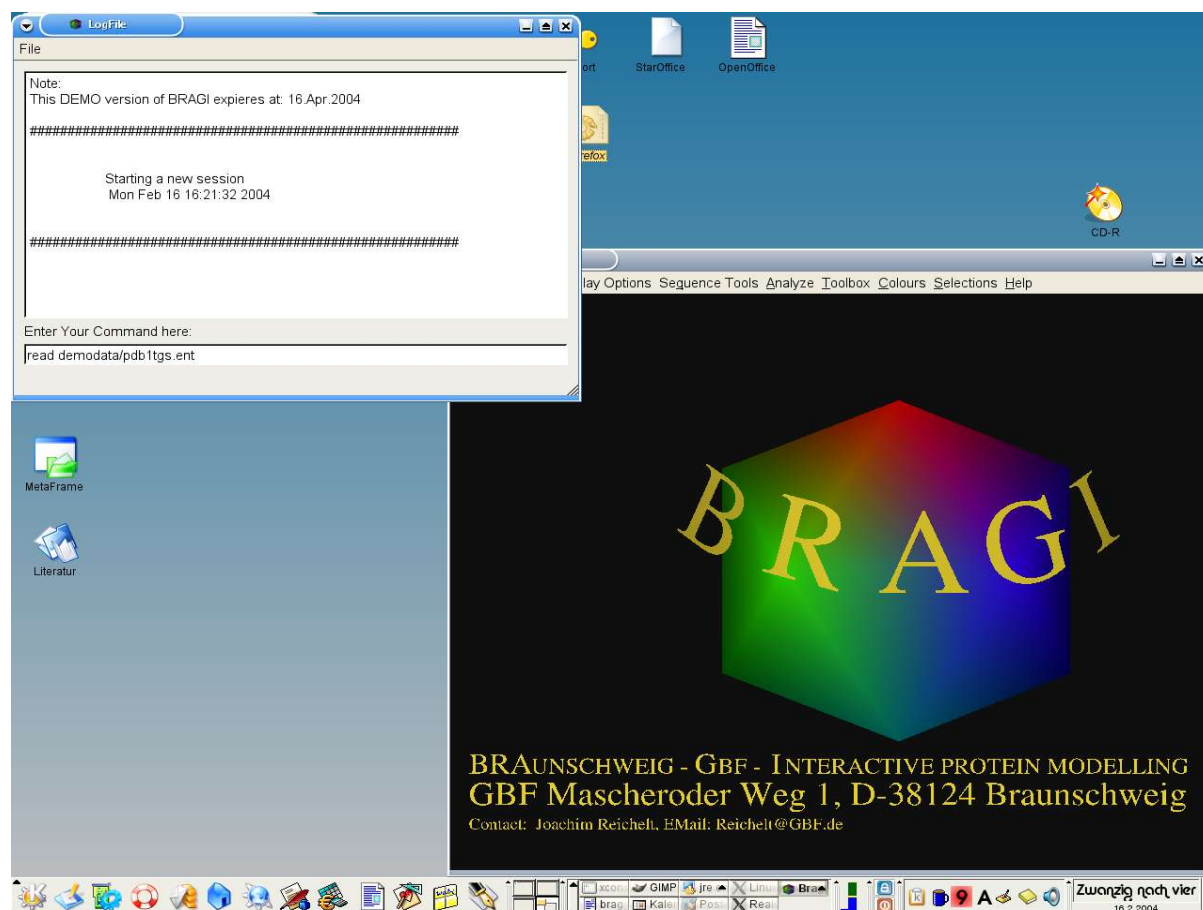 LogFile
File
Note:
This DEMO version of BRAGI expieres at: 16.Apr.2004
########################################################
Starting a new session
Mon Feb 16 16:21:32 2004
########################################################
Enter Your Command here:
read demodata/pdb1tgs.ent
ort
StarOffice
OpenOffice
refox
CD-R
lay Options Sequence Tools Analyze Toolbox Colours Selections Help
MetaFrame
Literatur
BRAGI
BRAUNSCHWEIG - GBF - INTERACTIVE PROTEIN MODELLING
GBF Mascheroder Weg 1, D-38124 Braunschweig
Contact: Joachim Reichelt, EMail: Reichelt@GBF.de
xcon GIMP jre Linu Bra
brag Kale Post Real
9 A
Zwanzig nach vier
16.2.2004